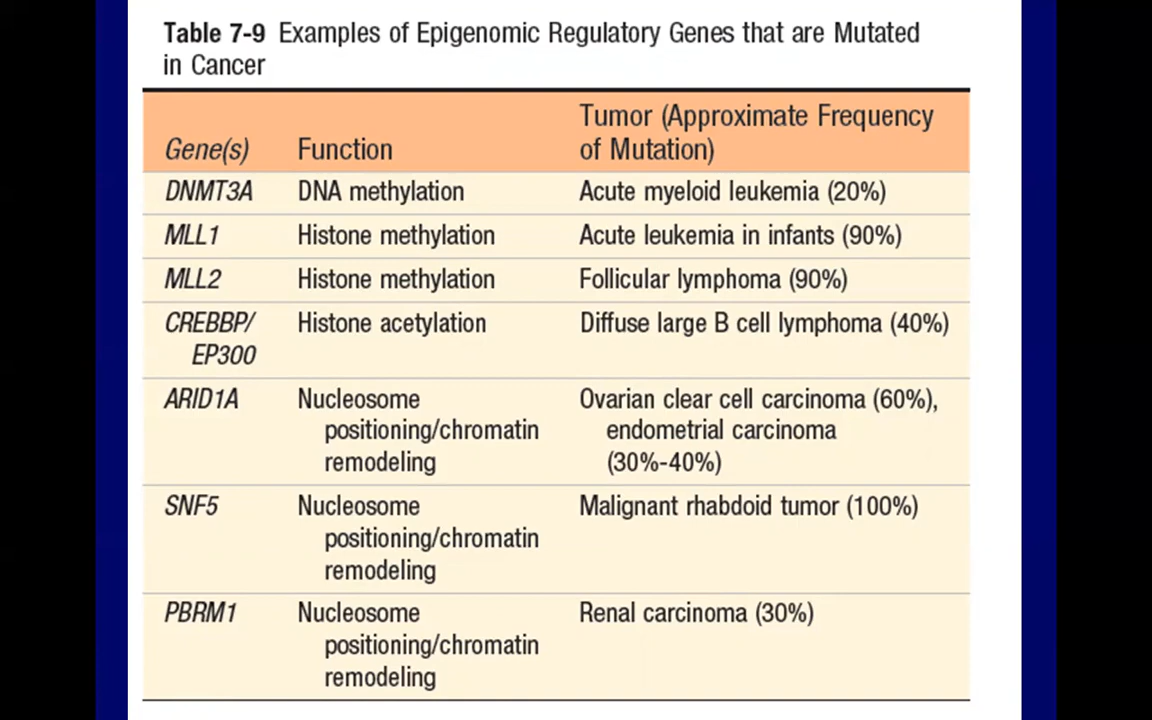 Table 7-9 Examples of Epigenomic Regulatory Genes that are Mutated
in Cancer
Gene(s) Function Tumor (Approximate Frequency of Mutation)
DNMT3A DNA methylation Acute myeloid leukemia (20%)
MLL1 Histone methylation Acute leukemia in infants (90%)
MLL2 Histone methylation Follicular lymphoma (90%)
CREBBP/ Histone acetylation Diffuse large B cell lymphoma (40%)
EP300
ARID1A Nucleosome Ovarian clear cell carcinoma (60%),
positioning/chromatin endometrial carcinoma
remodeling (30%-40%)
SNF5 Nucleosome Malignant rhabdoid tumor (100%)
positioning/chromatin
remodeling
PBRM1 Nucleosome Renal carcinoma (30%)
positioning/chromatin
remodeling